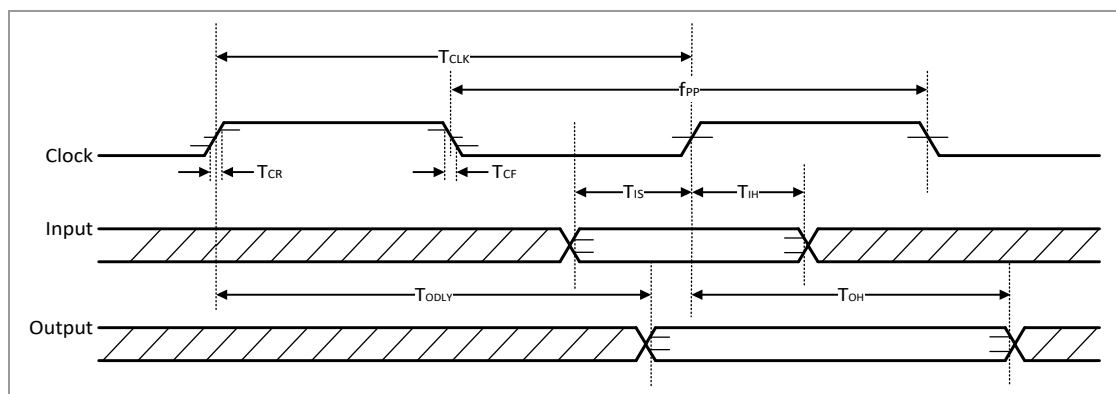 TCLK
fPP
Clock
TCR
TCF
TIS
TIH
Input
TODLY
TOH
Output